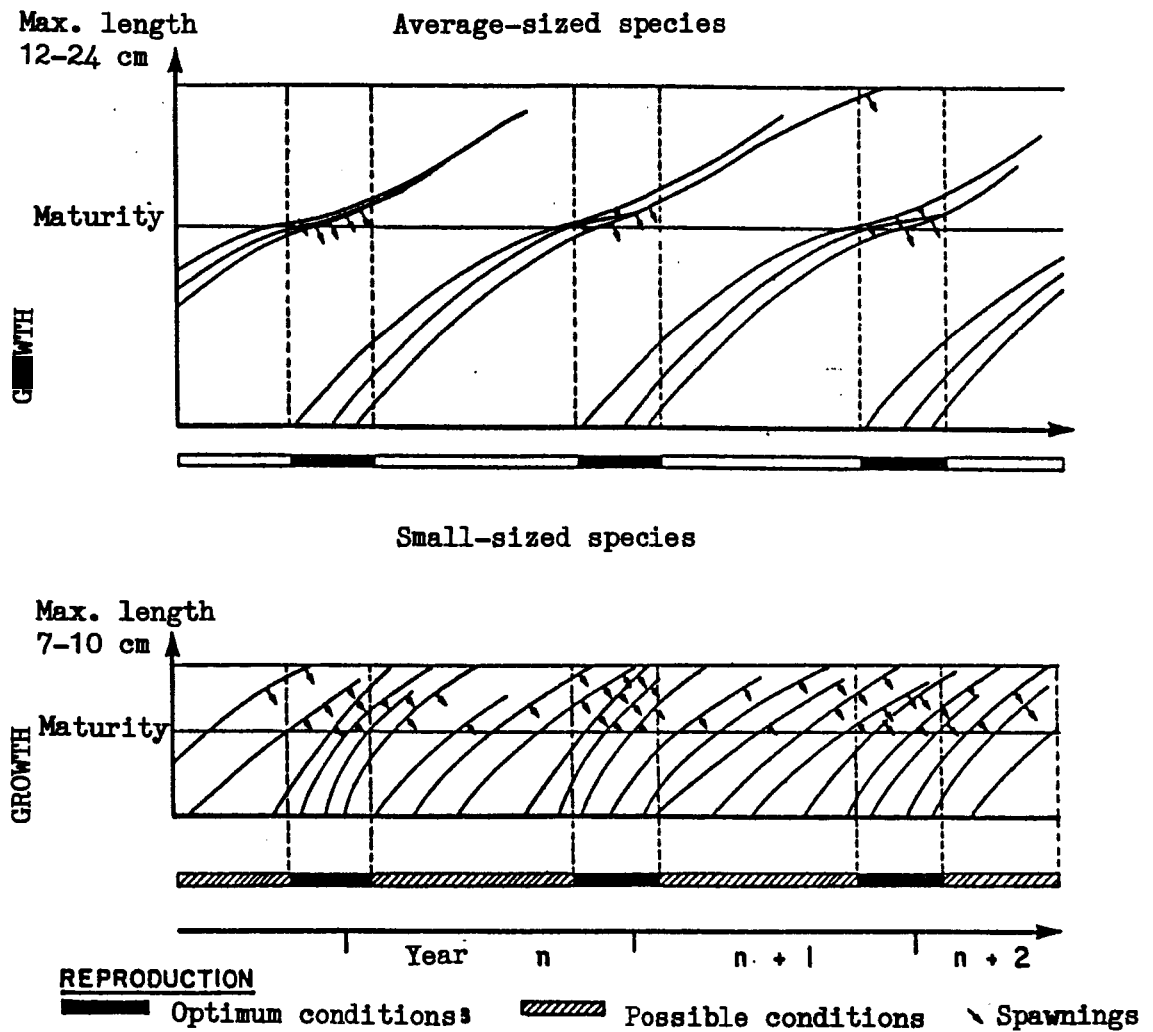 Max. length
12-24 cm
Average-sized species
Maturity
Small-sized species
Max. length
7-10 cm
Maturity
GROWTH
Year n n + 1 n + 2
REPRODUCTION
Optimum conditions Possible conditions Spawnings